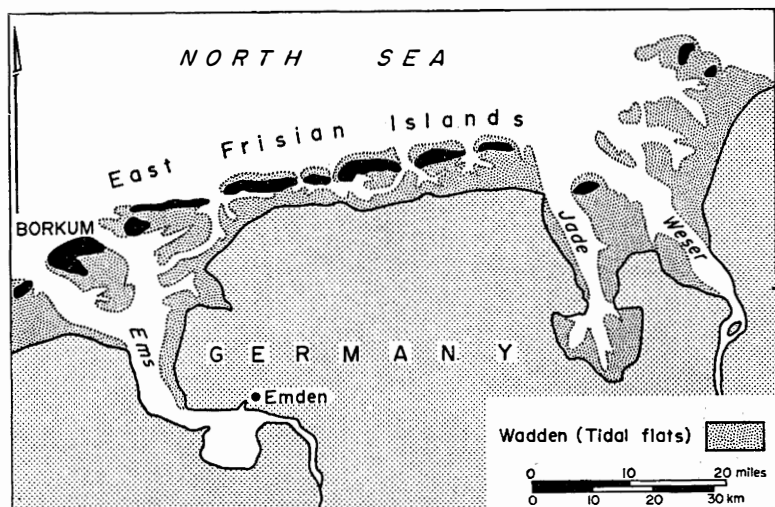 NORTH SEA
East Frisian Islands
BORKUM
Jade
Weser
Ems
GERMANY
Emden
Wadden (Tidal flats)
0 10 20 miles
0 10 20 30 km